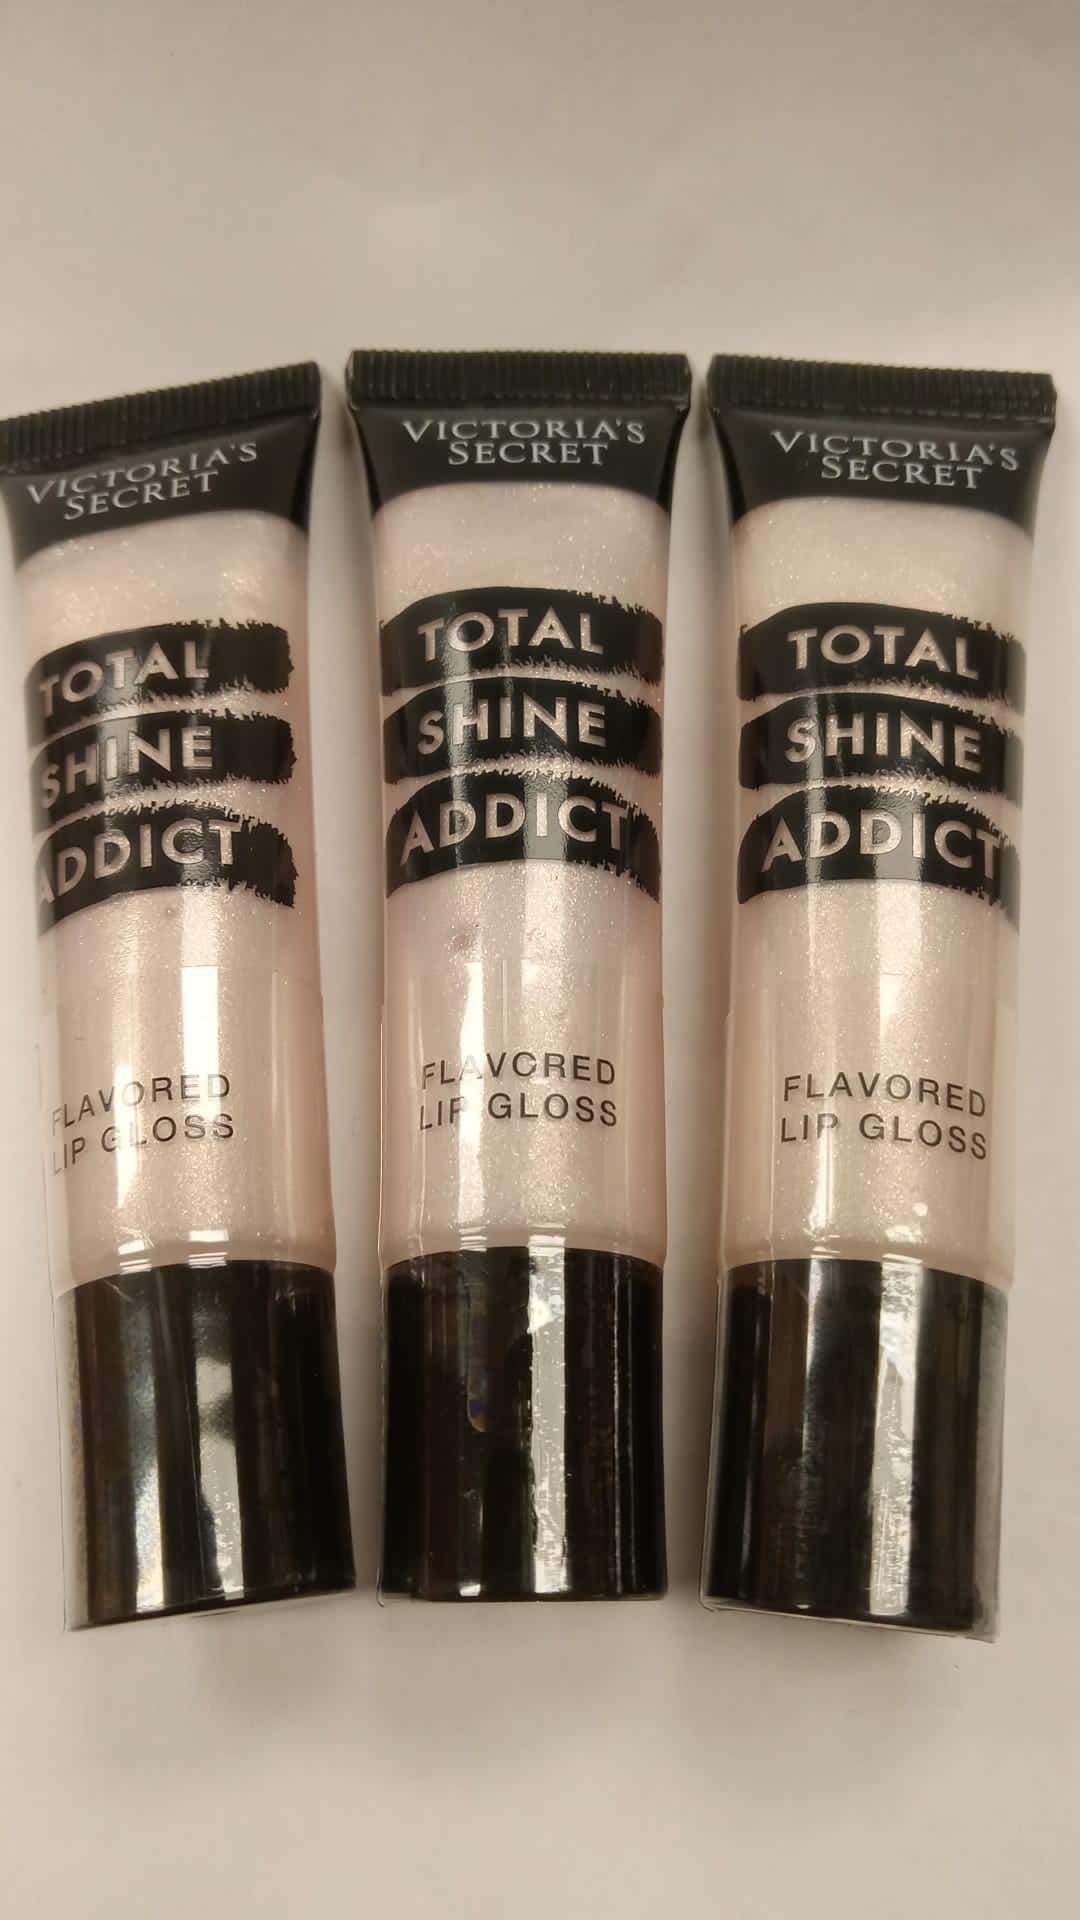 VICTORIA'S
SECRET
TOTAL
SHINE
ADDICT
FLAVORED
LIP GLOSS
VICTORIA'S
SECRET
TOTAL
SHINE
ADDICT
FLAVORED
LIP GLOSS
VICTORIA'S
SECRET
TOTAL
SHINE
ADDICT
FLAVORED
LIP GLOSS